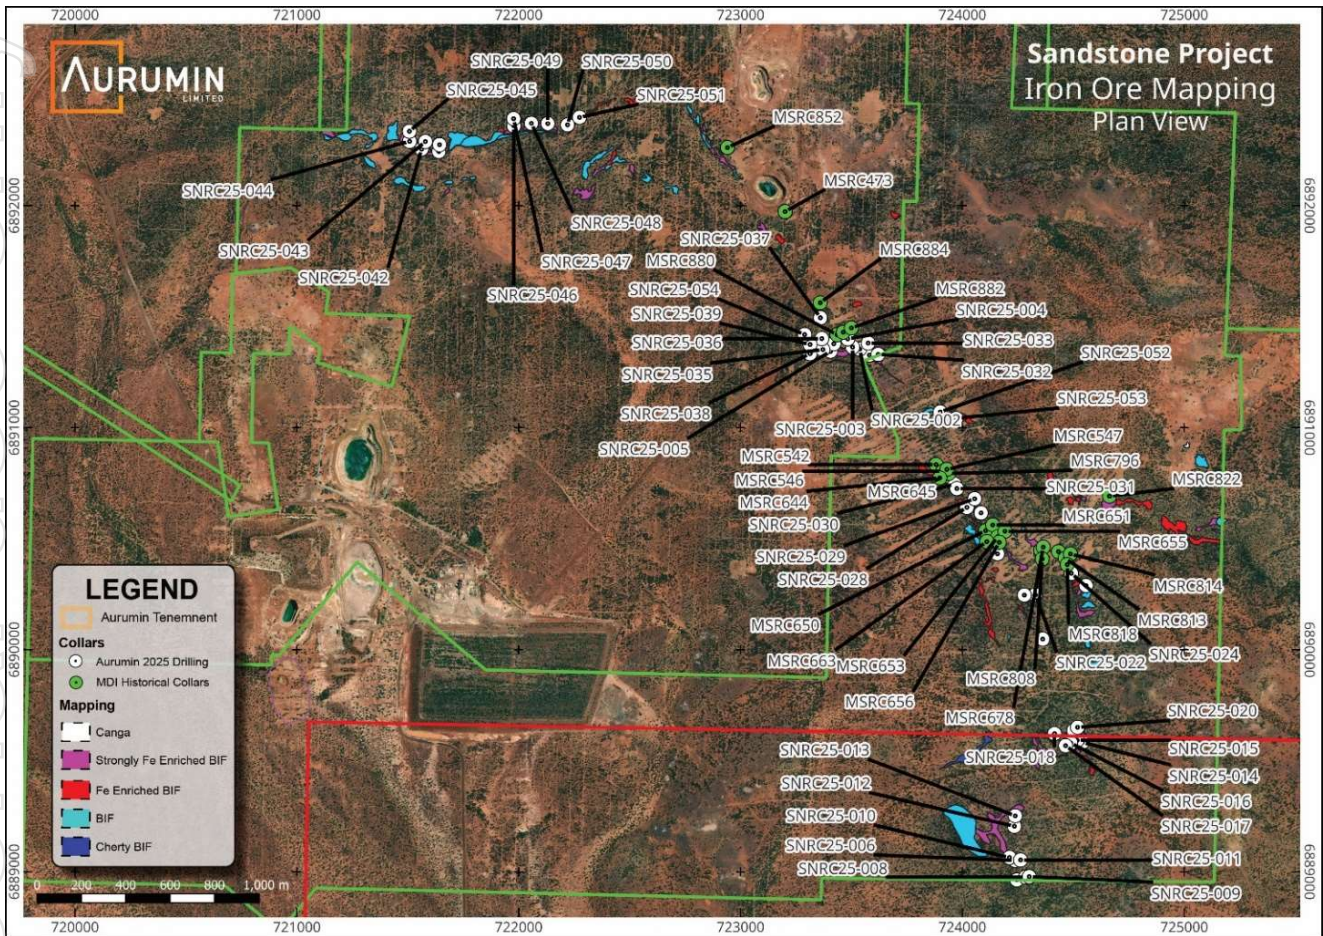 720000 721000 722000 723000 724000 725000
AURUMIN
LIMITED
Sandstone Project
Iron Ore Mapping
Plan View
SNRC25-049
SNRC25-050
SNRC25-045
SNRC25-051
MSRC852
SNRC25-044
MSRC473
6892000
6892000
SNRC25-048
SNRC25-043
SNRC25-037
SNRC25-047
MSRC880
MSRC884
SNRC25-042
SNRC25-046
SNRC25-054
MSRC882
SNRC25-039
SNRC25-004
SNRC25-036
SNRC25-033
SNRC25-052
SNRC25-035
SNRC25-032
SNRC25-038
SNRC25-053
SNRC25-003
SNRC25-002
6891000
6891000
SNRC25-005
MSRC547
MSRC542
MSRC796
MSRC546
MSRC822
MSRC645
SNRC25-031
MSRC644
MSRC651
SNRC25-030
MSRC655
SNRC25-029
SNRC25-028
MSRC814
MSRC650
MSRC813
MSRC818
SNRC25-024
MSRC663
MSRC653
SNRC25-022
6890000
6890000
MSRC808
MSRC656
MSRC678
SNRC25-020
SNRC25-013
SNRC25-018
SNRC25-015
SNRC25-014
SNRC25-012
SNRC25-016
SNRC25-010
SNRC25-017
SNRC25-006
SNRC25-011
SNRC25-008
SNRC25-009
6889000
6889000
LEGEND
Aurumin Tenemnent
Collars
Aurumin 2025 Drilling
MDI Historical Collars
Mapping
Canga
Strongly Fe Enriched BIF
Fe Enriched BIF
BIF
Cherty BIF
0 200 400 600 800 1,000 m
720000 721000 722000 723000 724000 725000